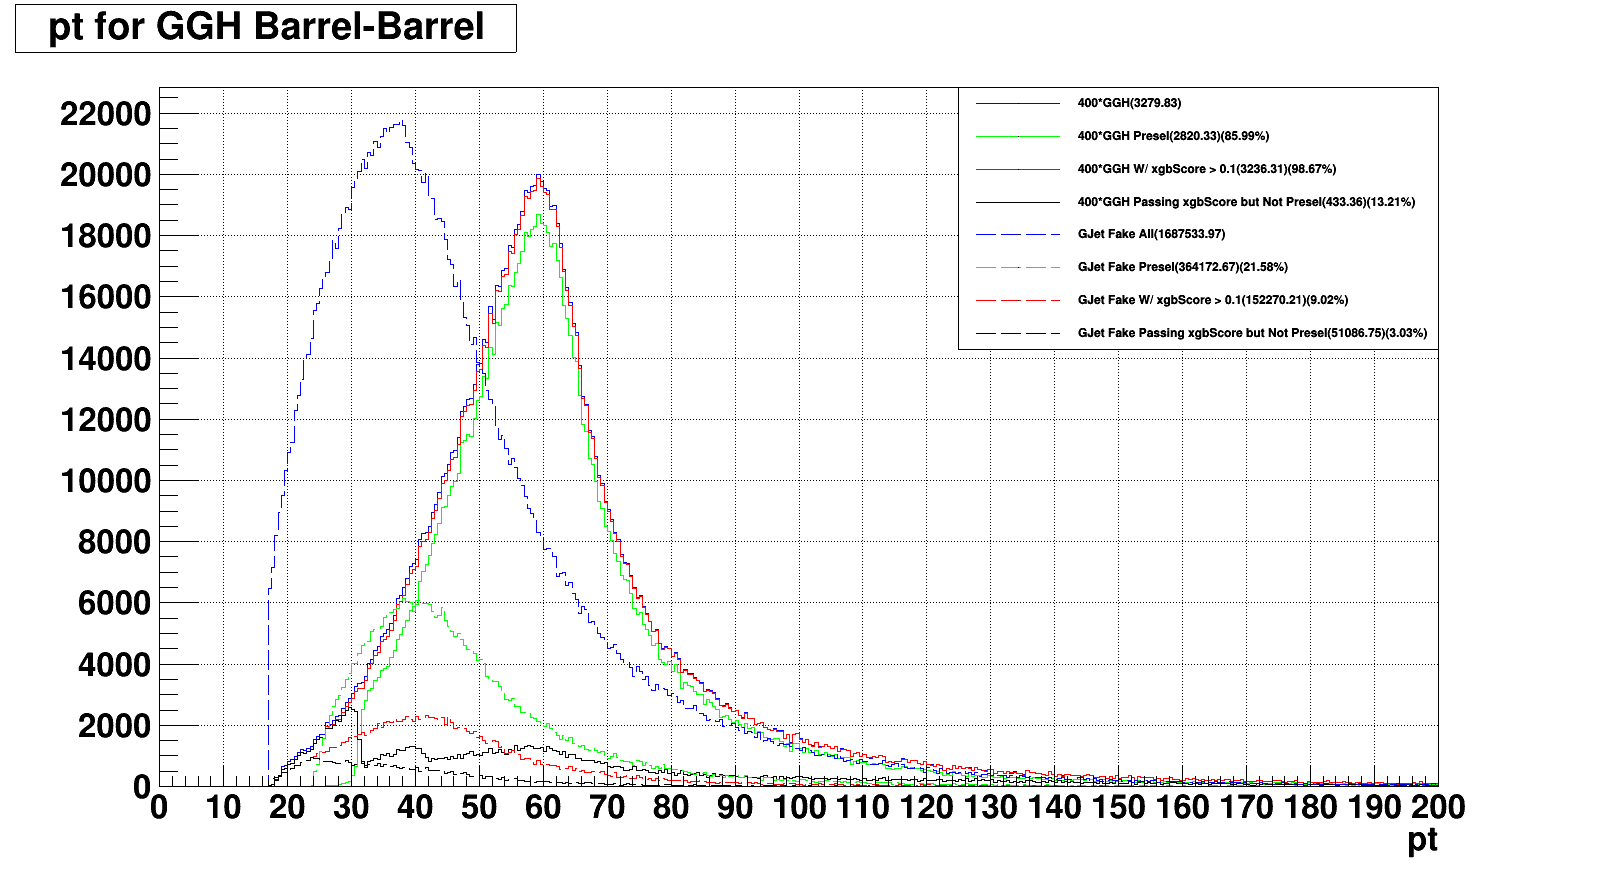 pt for GGH Barrel-Barrel
400*GGH(3279.83)
400*GGH Presel(2820.33)(85.99%)
400*GGH W/ xgbScore > 0.1(3236.31)(98.67%)
400*GGH Passing xgbScore but Not Presel(433.36)(13.21%)
GJet Fake All(1687533.97)
GJet Fake Presel(364172.67)(21.58%)
GJet Fake W/ xgbScore > 0.1(152270.21)(9.02%)
GJet Fake Passing xgbScore but Not Presel(51086.75)(3.03%)
22000
20000
18000
16000
14000
12000
10000
8000
6000
4000
2000
0
0 10 20 30 40 50 60 70 80 90 100 110 120 130 140 150 160 170 180 190 200
pt